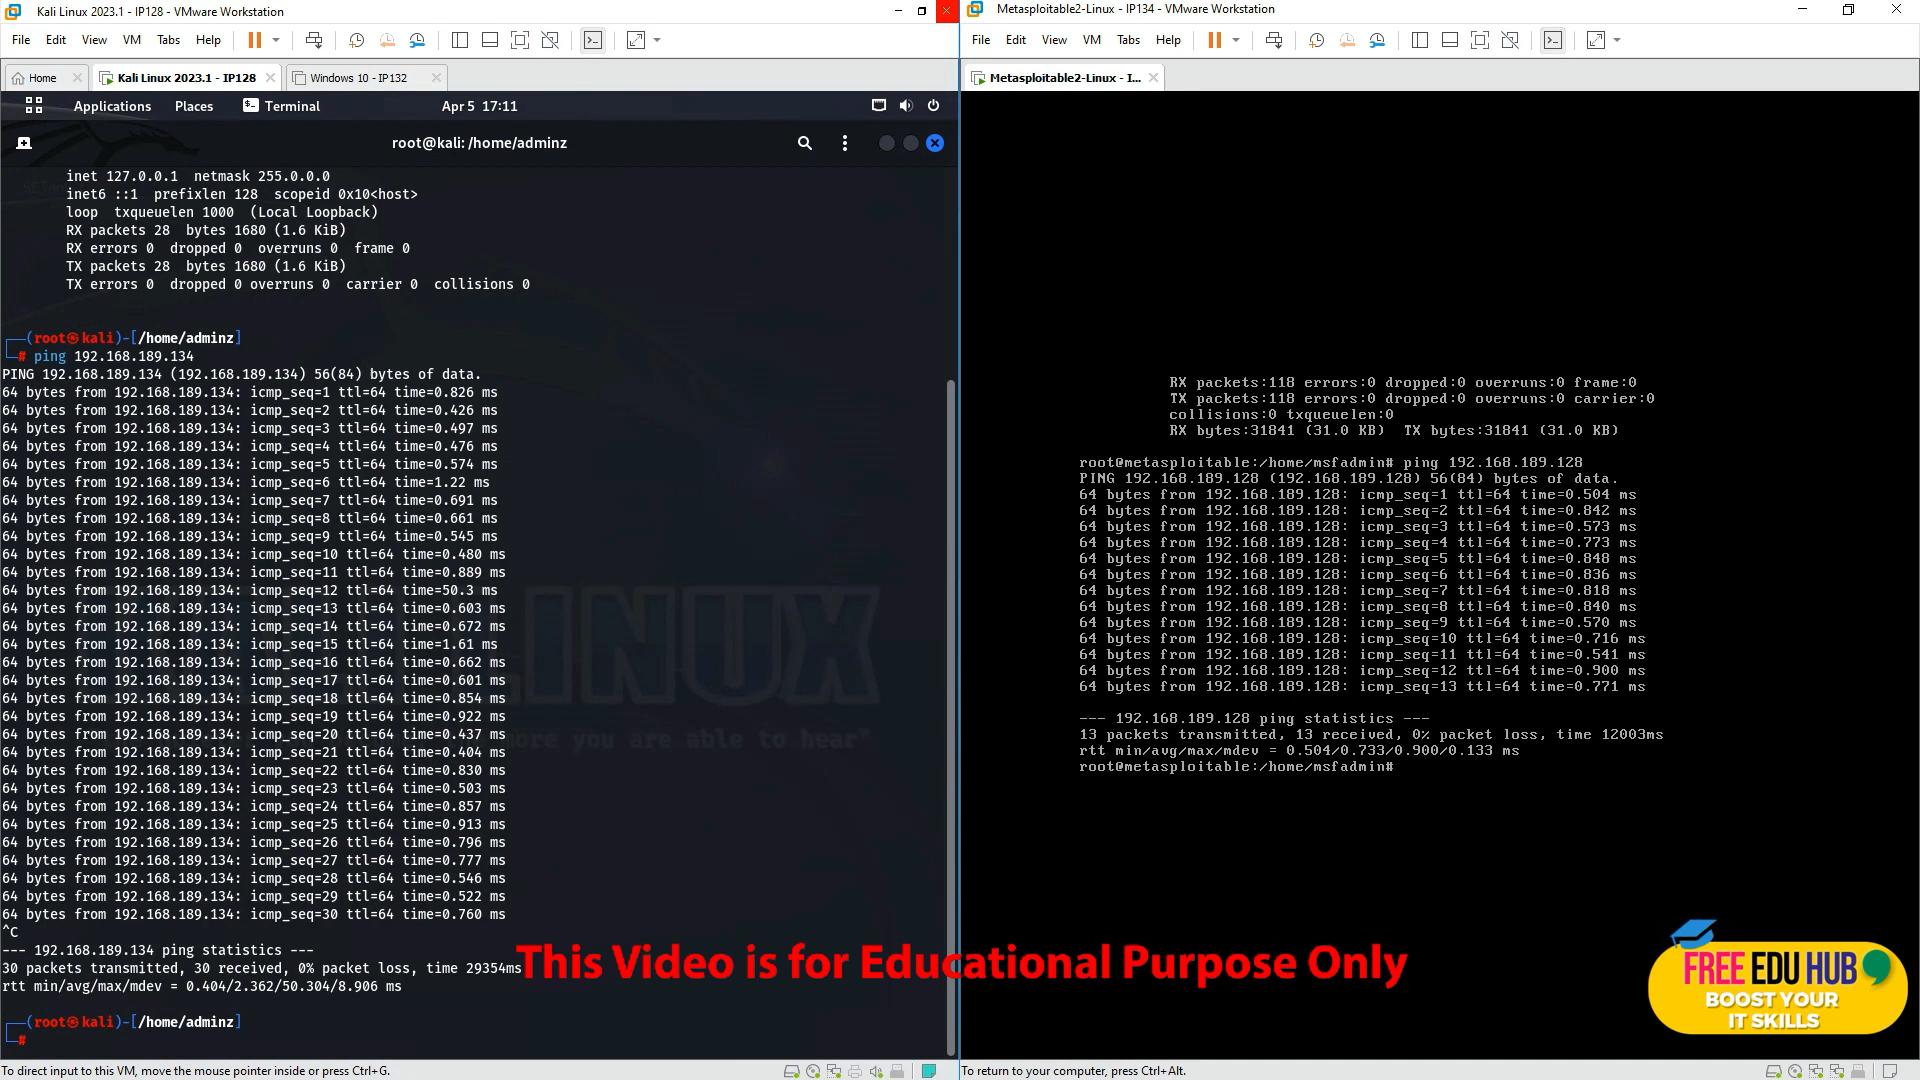 Kali Linux 2023.1 - IP128 - VMware Workstation
File Edit View VM Tabs Help
Home
Kali Linux 2023.1 - IP128
Windows 10 - IP132
Applications Places Terminal Apr 5 17:11
root@kali: /home/adminz
inet 127.0.0.1 netmask 255.0.0.0
inet6 ::1 prefixlen 128 scopeid 0x10<host>
loop txqueuelen 1000 (Local Loopback)
RX packets 28 bytes 1680 (1.6 KiB)
RX errors 0 dropped 0 overruns 0 frame 0
TX packets 28 bytes 1680 (1.6 KiB)
TX errors 0 dropped 0 overruns 0 carrier 0 collisions 0
(root㉿kali)-[/home/adminz]
# ping 192.168.189.134
PING 192.168.189.134 (192.168.189.134) 56(84) bytes of data.
64 bytes from 192.168.189.134: icmp_seq=1 ttl=64 time=0.826 ms
64 bytes from 192.168.189.134: icmp_seq=2 ttl=64 time=0.426 ms
64 bytes from 192.168.189.134: icmp_seq=3 ttl=64 time=0.497 ms
64 bytes from 192.168.189.134: icmp_seq=4 ttl=64 time=0.476 ms
64 bytes from 192.168.189.134: icmp_seq=5 ttl=64 time=0.574 ms
64 bytes from 192.168.189.134: icmp_seq=6 ttl=64 time=1.22 ms
64 bytes from 192.168.189.134: icmp_seq=7 ttl=64 time=0.691 ms
64 bytes from 192.168.189.134: icmp_seq=8 ttl=64 time=0.661 ms
64 bytes from 192.168.189.134: icmp_seq=9 ttl=64 time=0.545 ms
64 bytes from 192.168.189.134: icmp_seq=10 ttl=64 time=0.480 ms
64 bytes from 192.168.189.134: icmp_seq=11 ttl=64 time=0.889 ms
64 bytes from 192.168.189.134: icmp_seq=12 ttl=64 time=50.3 ms
64 bytes from 192.168.189.134: icmp_seq=13 ttl=64 time=0.603 ms
64 bytes from 192.168.189.134: icmp_seq=14 ttl=64 time=0.672 ms
64 bytes from 192.168.189.134: icmp_seq=15 ttl=64 time=1.61 ms
64 bytes from 192.168.189.134: icmp_seq=16 ttl=64 time=0.662 ms
64 bytes from 192.168.189.134: icmp_seq=17 ttl=64 time=0.601 ms
64 bytes from 192.168.189.134: icmp_seq=18 ttl=64 time=0.854 ms
64 bytes from 192.168.189.134: icmp_seq=19 ttl=64 time=0.922 ms
64 bytes from 192.168.189.134: icmp_seq=20 ttl=64 time=0.437 ms
64 bytes from 192.168.189.134: icmp_seq=21 ttl=64 time=0.404 ms
64 bytes from 192.168.189.134: icmp_seq=22 ttl=64 time=0.830 ms
64 bytes from 192.168.189.134: icmp_seq=23 ttl=64 time=0.503 ms
64 bytes from 192.168.189.134: icmp_seq=24 ttl=64 time=0.857 ms
64 bytes from 192.168.189.134: icmp_seq=25 ttl=64 time=0.913 ms
64 bytes from 192.168.189.134: icmp_seq=26 ttl=64 time=0.796 ms
64 bytes from 192.168.189.134: icmp_seq=27 ttl=64 time=0.777 ms
64 bytes from 192.168.189.134: icmp_seq=28 ttl=64 time=0.546 ms
64 bytes from 192.168.189.134: icmp_seq=29 ttl=64 time=0.522 ms
64 bytes from 192.168.189.134: icmp_seq=30 ttl=64 time=0.760 ms
^C
--- 192.168.189.134 ping statistics ---
30 packets transmitted, 30 received, 0% packet loss, time 29354ms
rtt min/avg/max/mdev = 0.404/2.362/50.304/8.906 ms
(root㉿kali)-[/home/adminz]
#
INUX
more you are able to hear"
To direct input to this VM, move the mouse pointer inside or press Ctrl+G.
Metasploitable2-Linux - IP134 - VMware Workstation
File Edit View VM Tabs Help
Metasploitable2-Linux - I...
RX packets:118 errors:0 dropped:0 overruns:0 frame:0
TX packets:118 errors:0 dropped:0 overruns:0 carrier:0
collisions:0 txqueuelen:0
RX bytes:31841 (31.0 KB) TX bytes:31841 (31.0 KB)
root@metasploitable:/home/msfadmin# ping 192.168.189.128
PING 192.168.189.128 (192.168.189.128) 56(84) bytes of data.
64 bytes from 192.168.189.128: icmp_seq=1 ttl=64 time=0.504 ms
64 bytes from 192.168.189.128: icmp_seq=2 ttl=64 time=0.842 ms
64 bytes from 192.168.189.128: icmp_seq=3 ttl=64 time=0.573 ms
64 bytes from 192.168.189.128: icmp_seq=4 ttl=64 time=0.773 ms
64 bytes from 192.168.189.128: icmp_seq=5 ttl=64 time=0.848 ms
64 bytes from 192.168.189.128: icmp_seq=6 ttl=64 time=0.836 ms
64 bytes from 192.168.189.128: icmp_seq=7 ttl=64 time=0.818 ms
64 bytes from 192.168.189.128: icmp_seq=8 ttl=64 time=0.840 ms
64 bytes from 192.168.189.128: icmp_seq=9 ttl=64 time=0.570 ms
64 bytes from 192.168.189.128: icmp_seq=10 ttl=64 time=0.716 ms
64 bytes from 192.168.189.128: icmp_seq=11 ttl=64 time=0.541 ms
64 bytes from 192.168.189.128: icmp_seq=12 ttl=64 time=0.900 ms
64 bytes from 192.168.189.128: icmp_seq=13 ttl=64 time=0.771 ms
--- 192.168.189.128 ping statistics ---
13 packets transmitted, 13 received, 0% packet loss, time 12003ms
rtt min/avg/max/mdev = 0.504/0.733/0.900/0.133 ms
root@metasploitable:/home/msfadmin#
To return to your computer, press Ctrl+Alt.
This Video is for Educational Purpose Only
FREE EDU HUB
BOOST YOUR
IT SKILLS